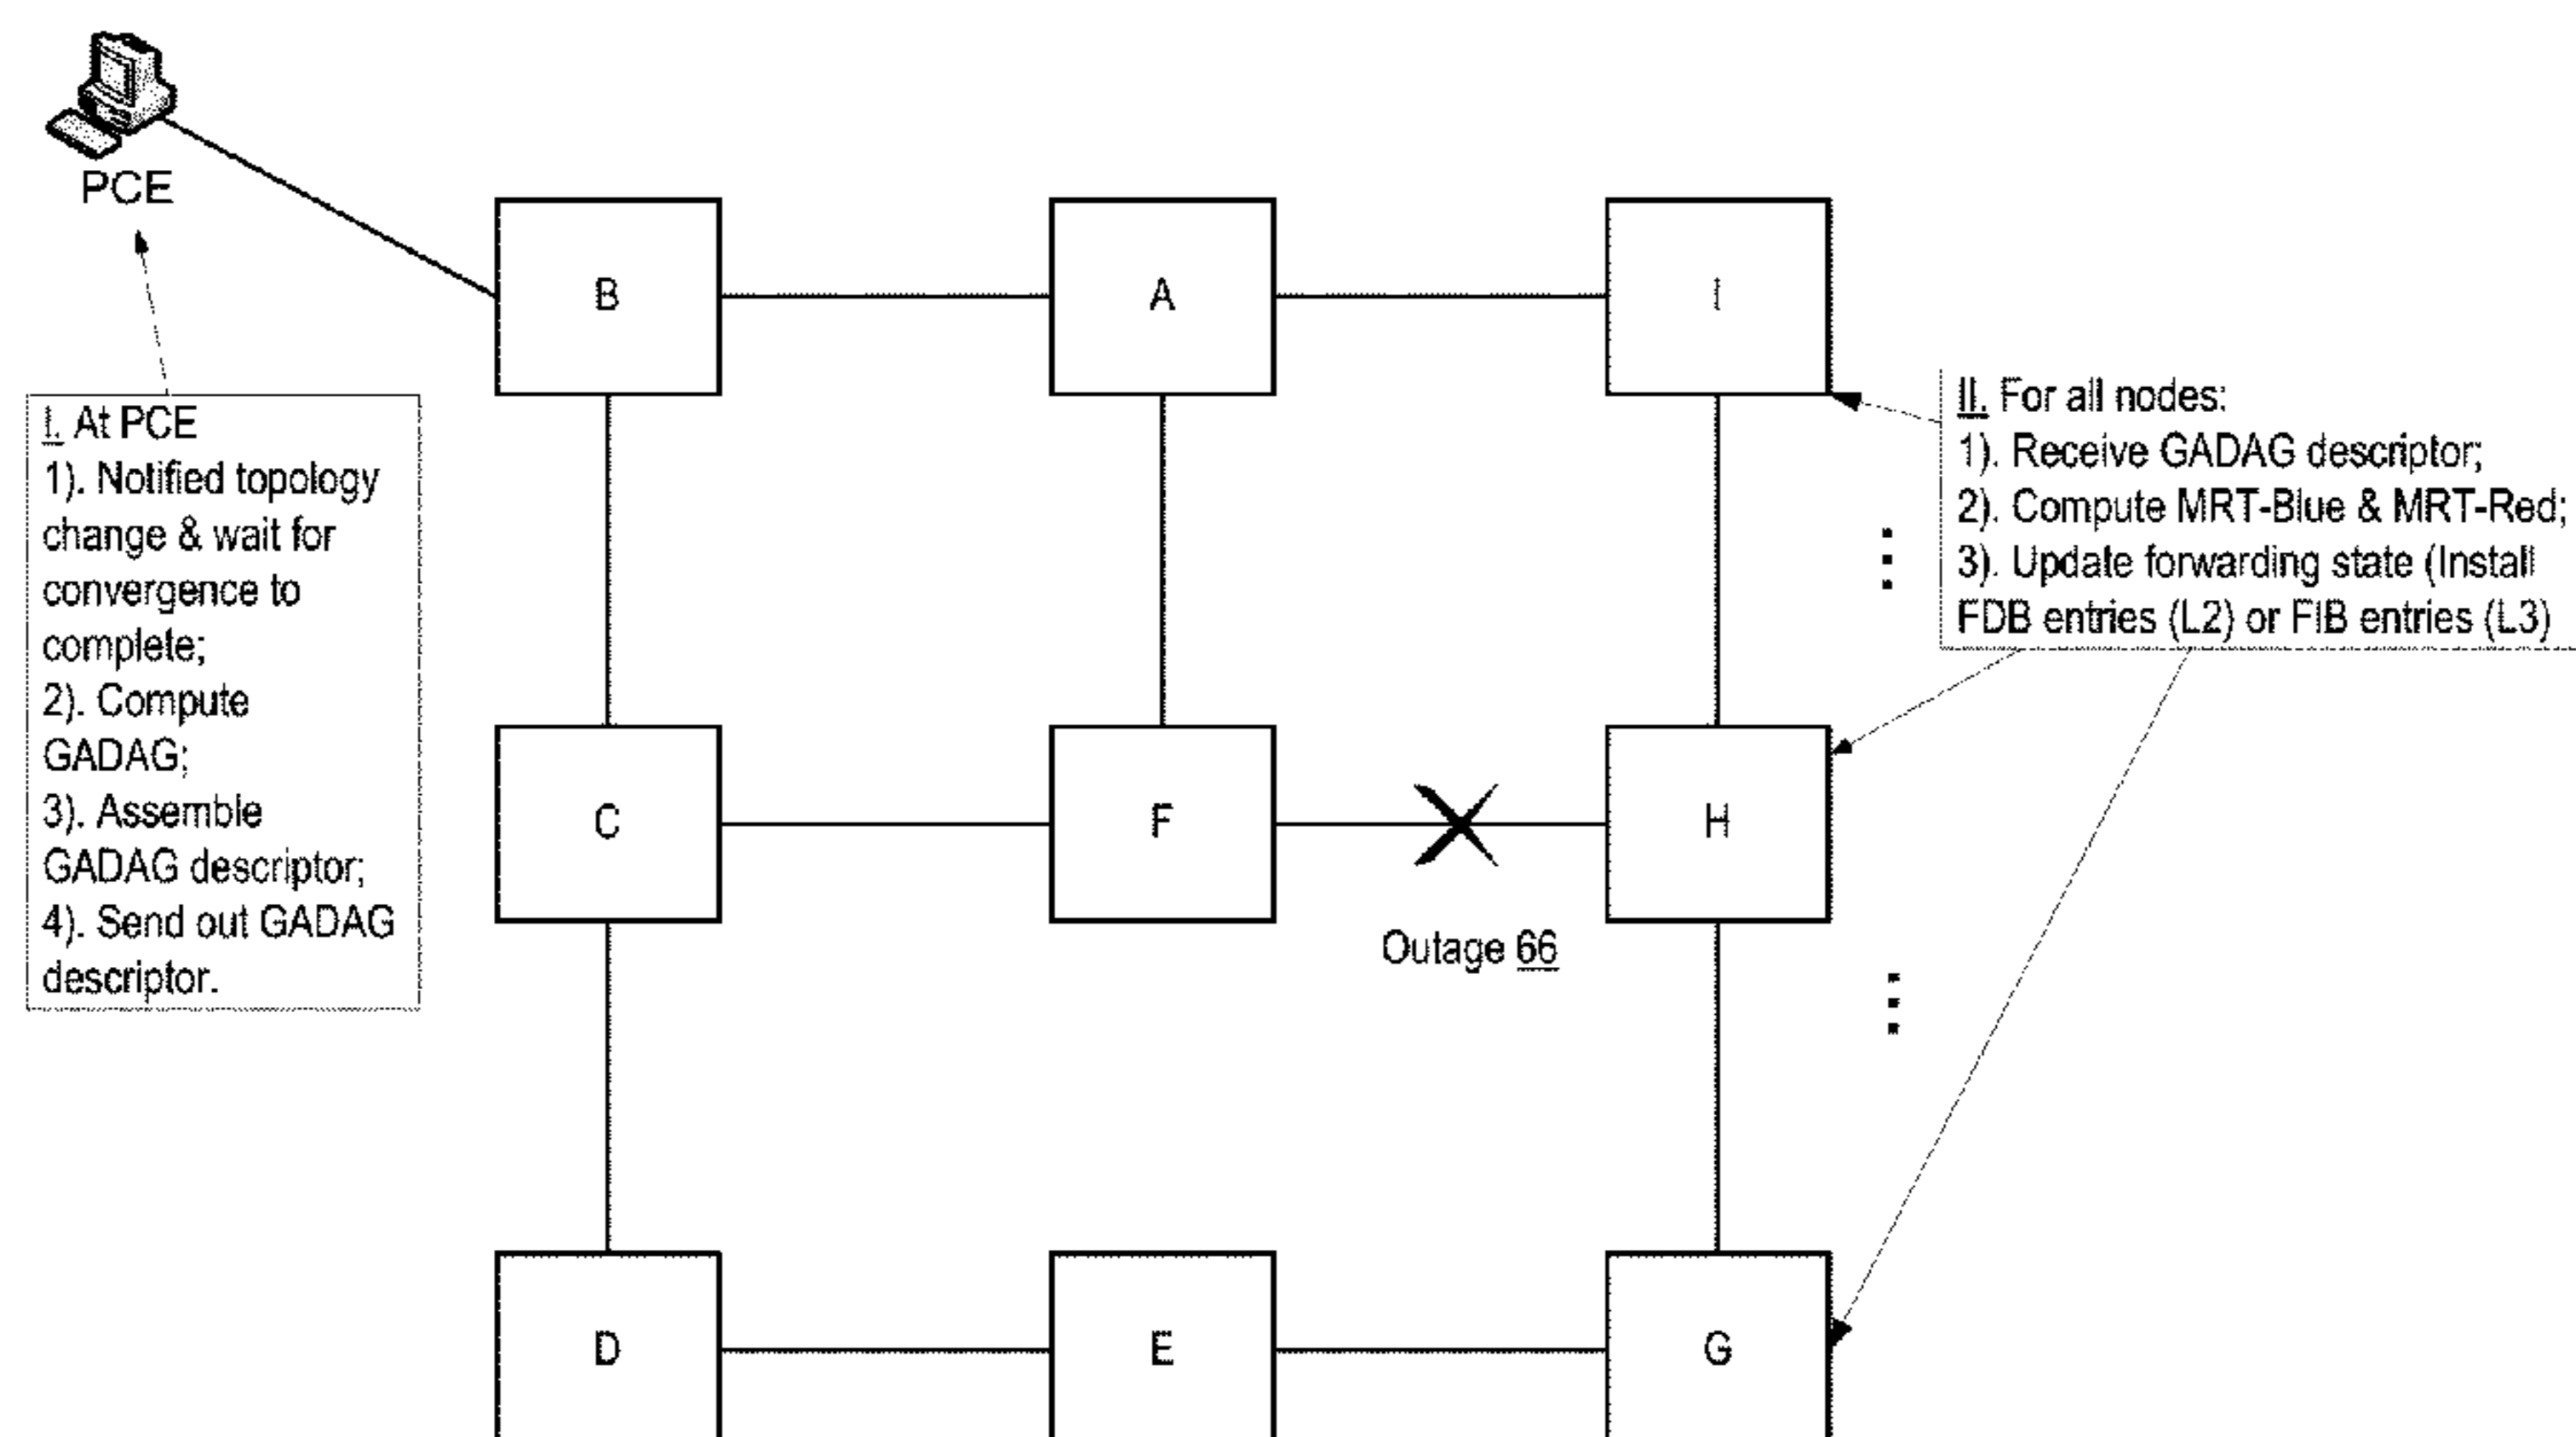 PCE
B
A
I
I. At PCE
1). Notified topology
change & wait for
convergence to
complete;
2). Compute
GADAG;
3). Assemble
GADAG descriptor;
4). Send out GADAG
descriptor.
II. For all nodes:
1). Receive GADAG descriptor;
2). Compute MRT-Blue & MRT-Red;
3). Update forwarding state (Install
FDB entries (L2) or FIB entries (L3)
C
F
H
Outage 66
D
E
G